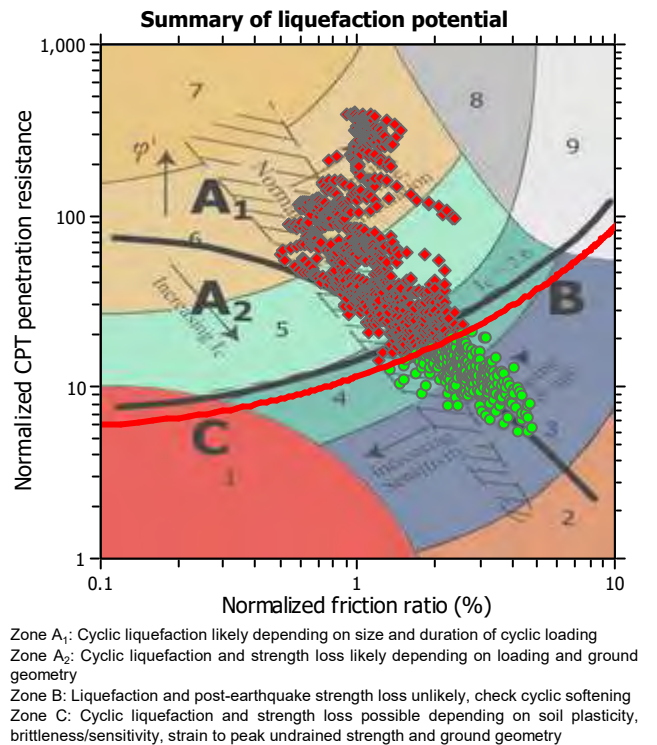 Summary of liquefaction potential
1,000
7
8
9
φ'
A1
100
6
Increasing Ic
A2
5
B
10
4
C
3
Increasing
Sensitivity
1
2
1
0.1
1
10
Normalized CPT penetration resistance
Normalized friction ratio (%)
Zone A1: Cyclic liquefaction likely depending on size and duration of cyclic loading
Zone A2: Cyclic liquefaction and strength loss likely depending on loading and ground
geometry
Zone B: Liquefaction and post-earthquake strength loss unlikely, check cyclic softening
Zone C: Cyclic liquefaction and strength loss possible depending on soil plasticity,
brittleness/sensitivity, strain to peak undrained strength and ground geometry